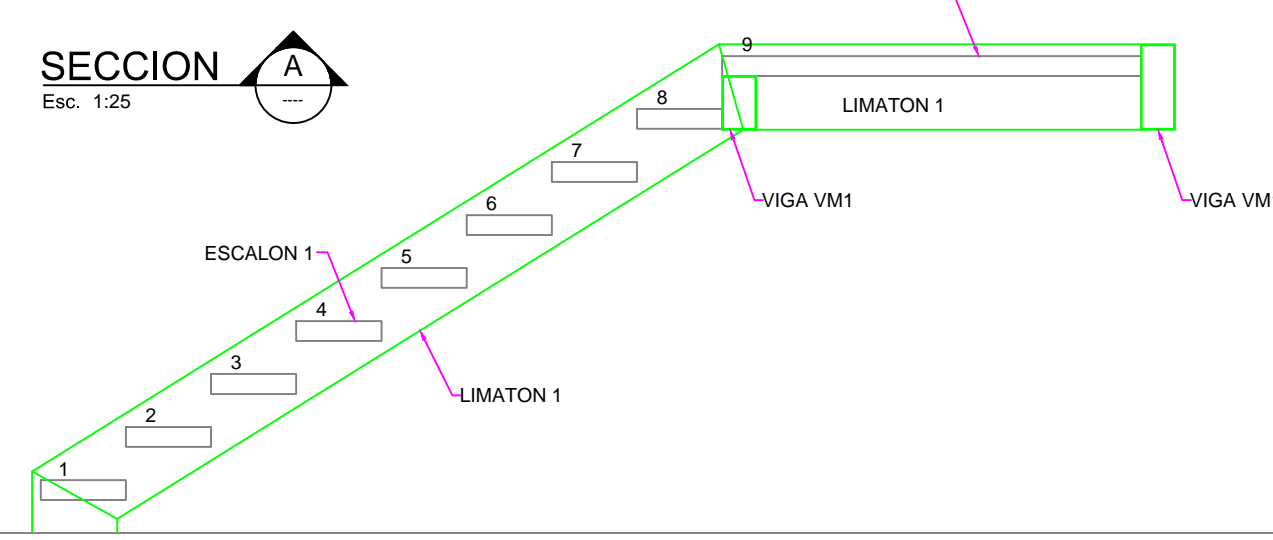 SECCION
A
Esc. 1:25
----
9
8
LIMATON 1
7
VIGA VM1
VIGA VM
6
ESCALON 1
5
4
3
LIMATON 1
2
1